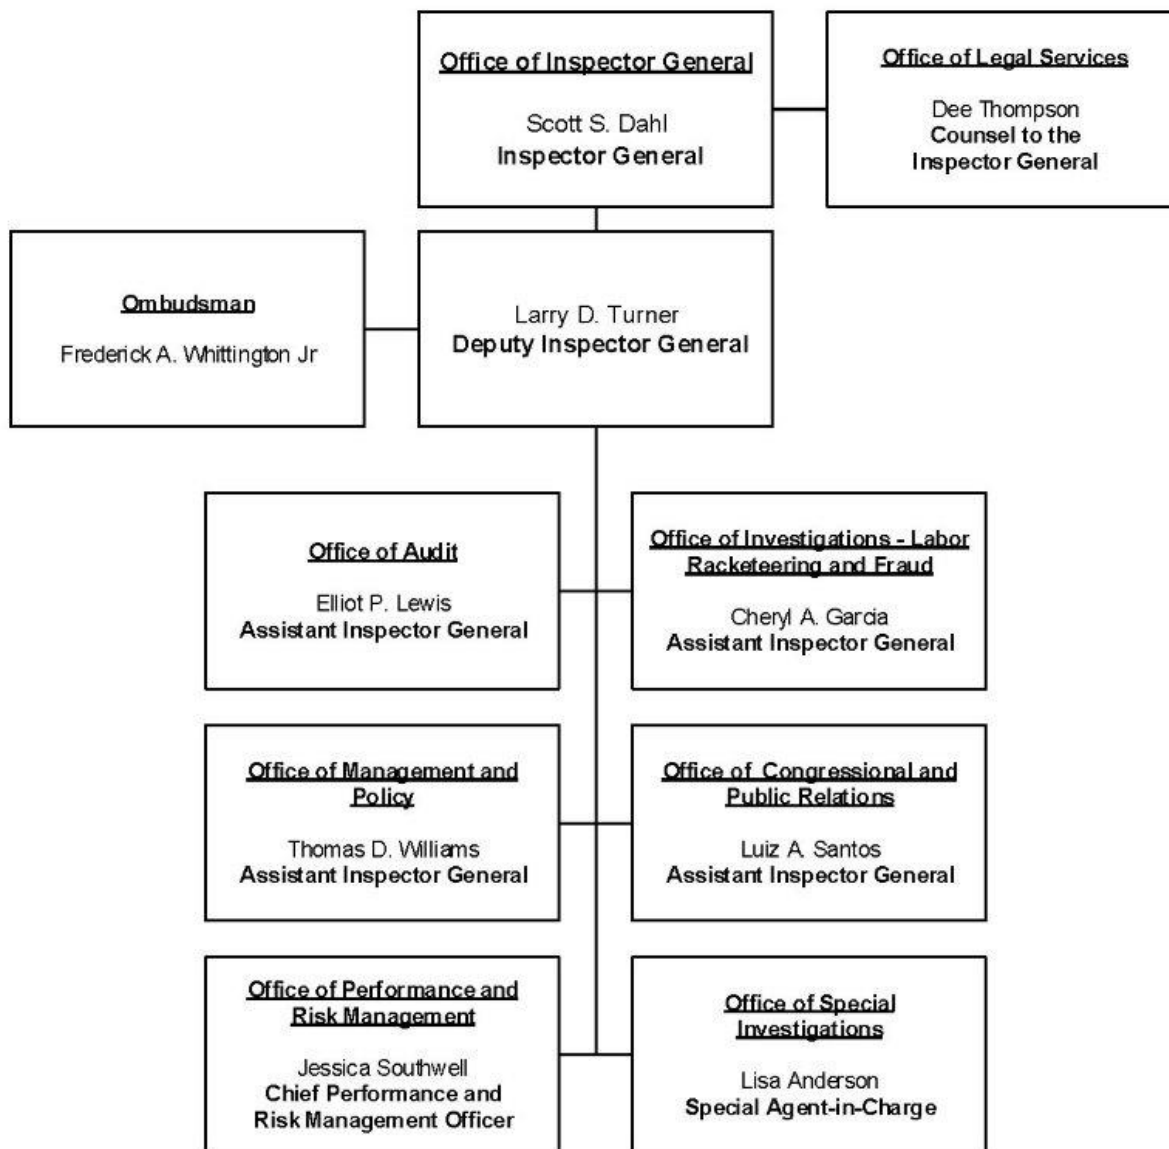 Office of Inspector General
Scott S. Dahl
Inspector General
Office of Legal Services
Dee Thompson
Counsel to the
Inspector General
Ombudsman
Frederick A. Whittington Jr
Larry D. Turner
Deputy Inspector General
Office of Audit
Elliot P. Lewis
Assistant Inspector General
Office of Investigations - Labor
Racketeering and Fraud
Cheryl A. Garcia
Assistant Inspector General
Office of Management and
Policy
Thomas D. Williams
Assistant Inspector General
Office of Congressional and
Public Relations
Luiz A. Santos
Assistant Inspector General
Office of Performance and
Risk Management
Jessica Southwell
Chief Performance and
Risk Management Officer
Office of Special
Investigations
Lisa Anderson
Special Agent-in-Charge